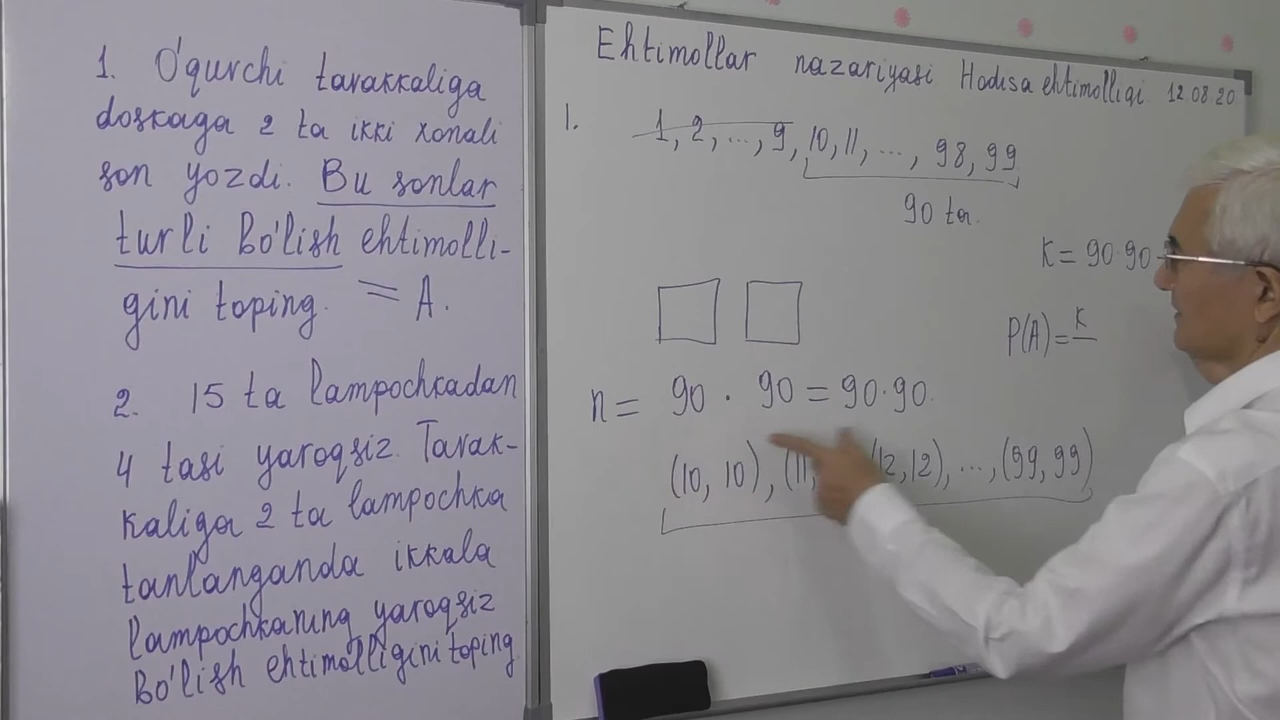 1. O'quvchi tavakkaliga
doskaga 2 ta ikki xonali
son yozdi. Bu sonlar
turli Bo'lish ehtimolli-
gini toping. = A.
2. 15 ta lampochkadan
4 tasi yaroqsiz. Tavak-
kaliga 2 ta lampochka
tanlanganda ikkala
lampochkaning yaroqsiz
Bo'lish ehtimolligini toping
Ehtimollar nazariyasi Hodisa ehtimolligi 12.08.20
1. 1, 2, ..., 9, 10, 11, ..., 98, 99
90 ta.
K = 90·90
P(A) = K
n = 90 · 90 = 90·90.
(10, 10), (11, 12, 12), ..., (99, 99)